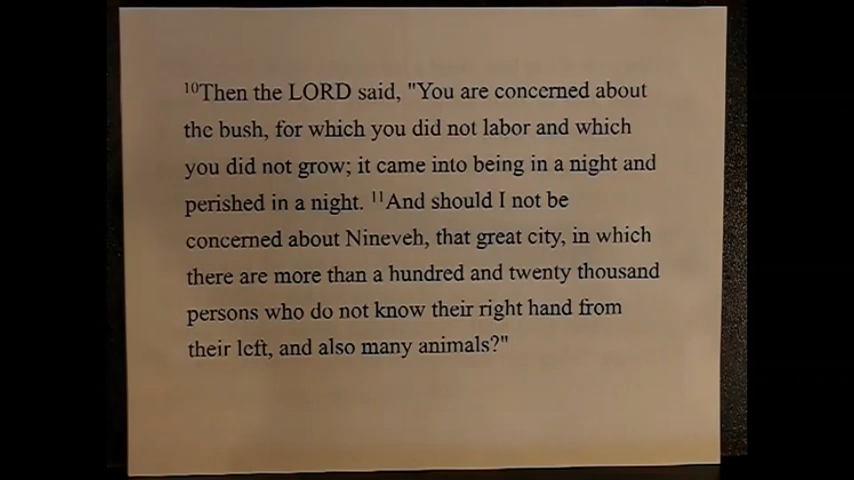 ¹⁰Then the LORD said, "You are concerned about
the bush, for which you did not labor and which
you did not grow; it came into being in a night and
perished in a night. ¹¹And should I not be
concerned about Nineveh, that great city, in which
there are more than a hundred and twenty thousand
persons who do not know their right hand from
their left, and also many animals?"